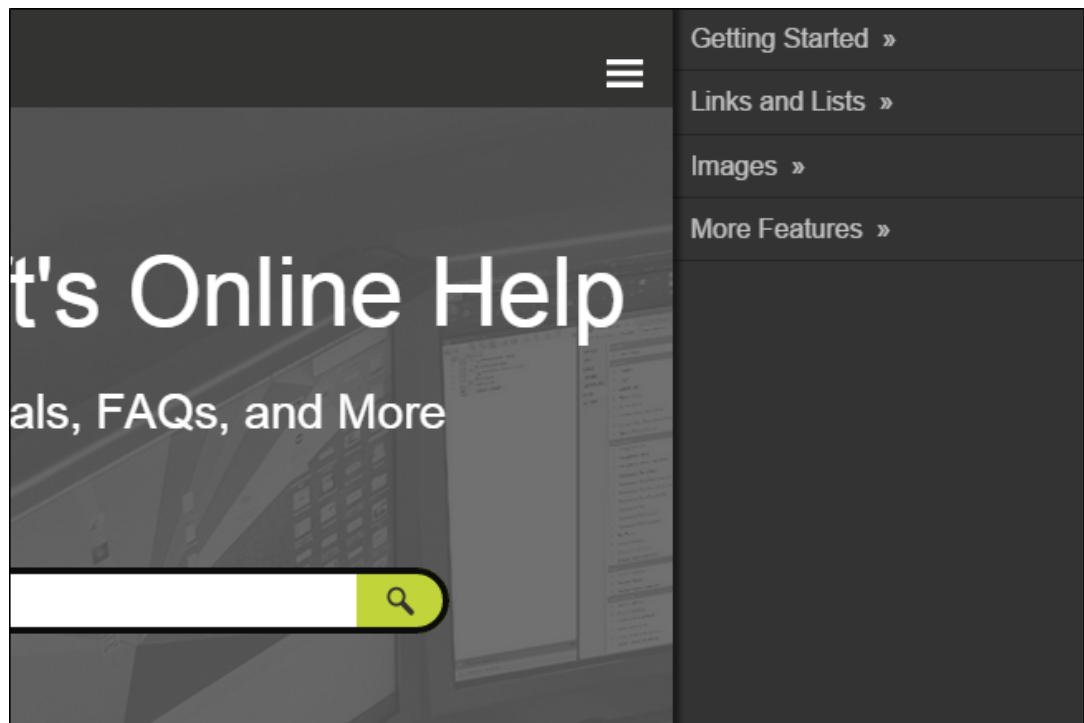 Getting Started »
Links and Lists »
Images »
More Features »
t's Online Help
als, FAQs, and More